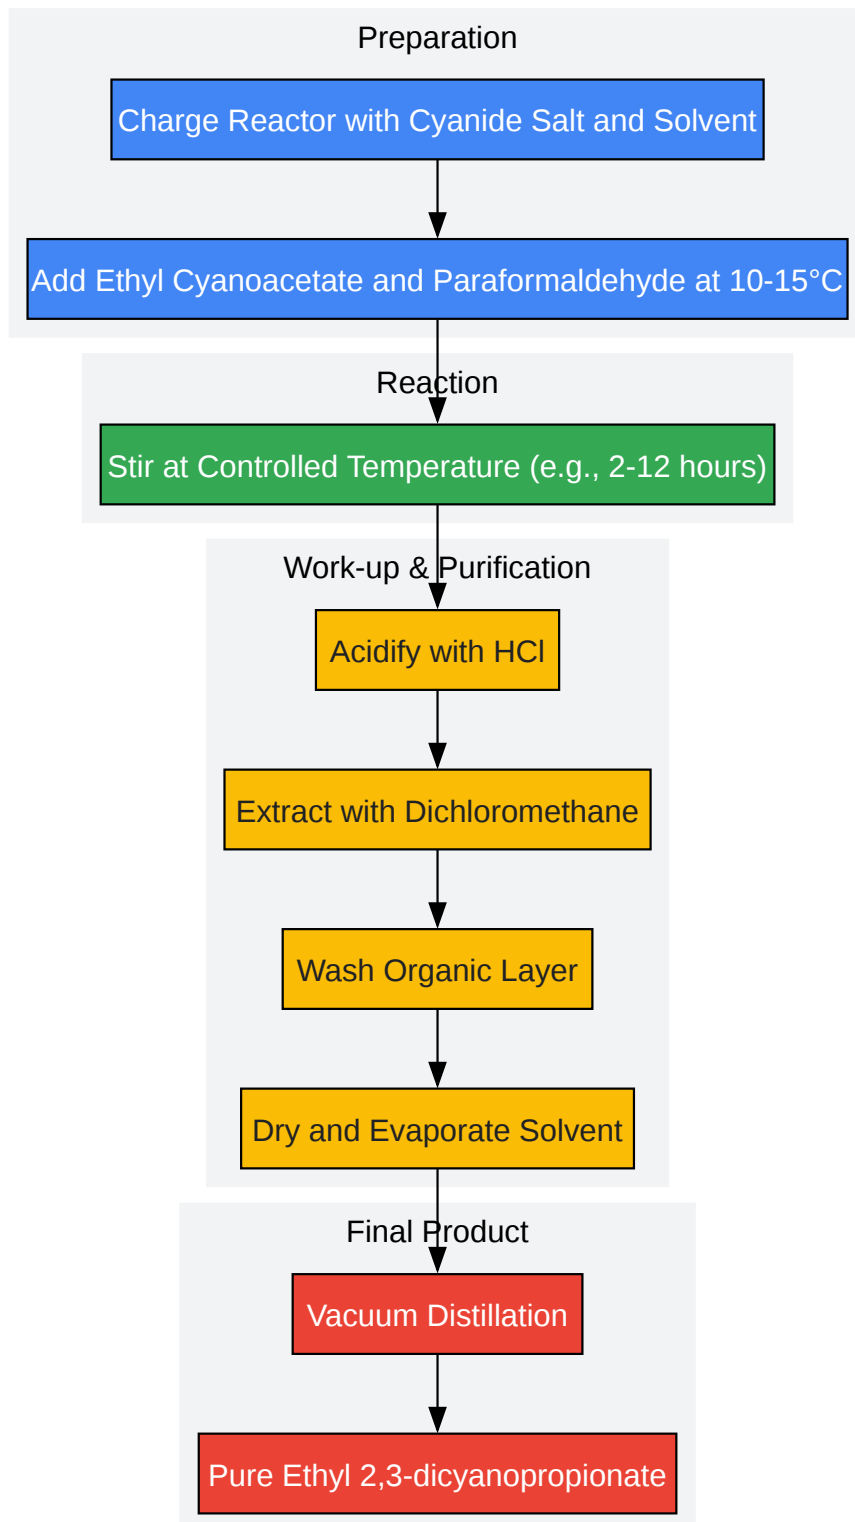 Preparation
Charge Reactor with Cyanide Salt and Solvent
Add Ethyl Cyanoacetate and Paraformaldehyde at 10-15°C
Reaction
Stir at Controlled Temperature (e.g., 2-12 hours)
Work-up & Purification
Acidify with HCl
Extract with Dichloromethane
Wash Organic Layer
Dry and Evaporate Solvent
Final Product
Vacuum Distillation
Pure Ethyl 2,3-dicyanopropionate